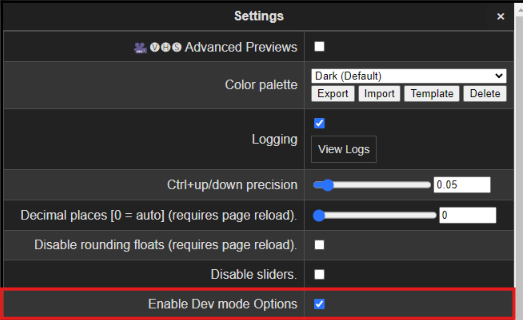 Settings
×
🎥🅥🅗🅢 Advanced Previews
Color palette
Dark (Default)
Export Import Template Delete
Logging
View Logs
Ctrl+up/down precision
0.05
Decimal places [0 = auto] (requires page reload).
0
Disable rounding floats (requires page reload).
Disable sliders.
Enable Dev mode Options